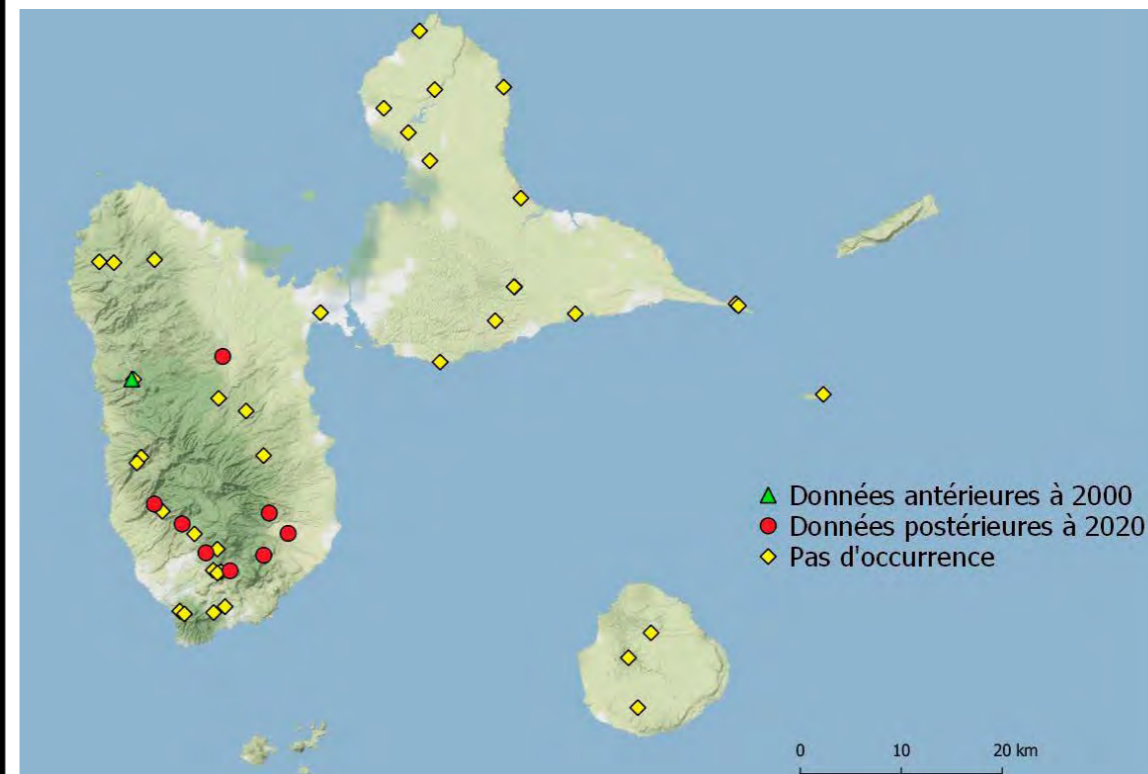 Données antérieures à 2000
Données postérieures à 2020
Pas d'occurrence
0 10 20 km